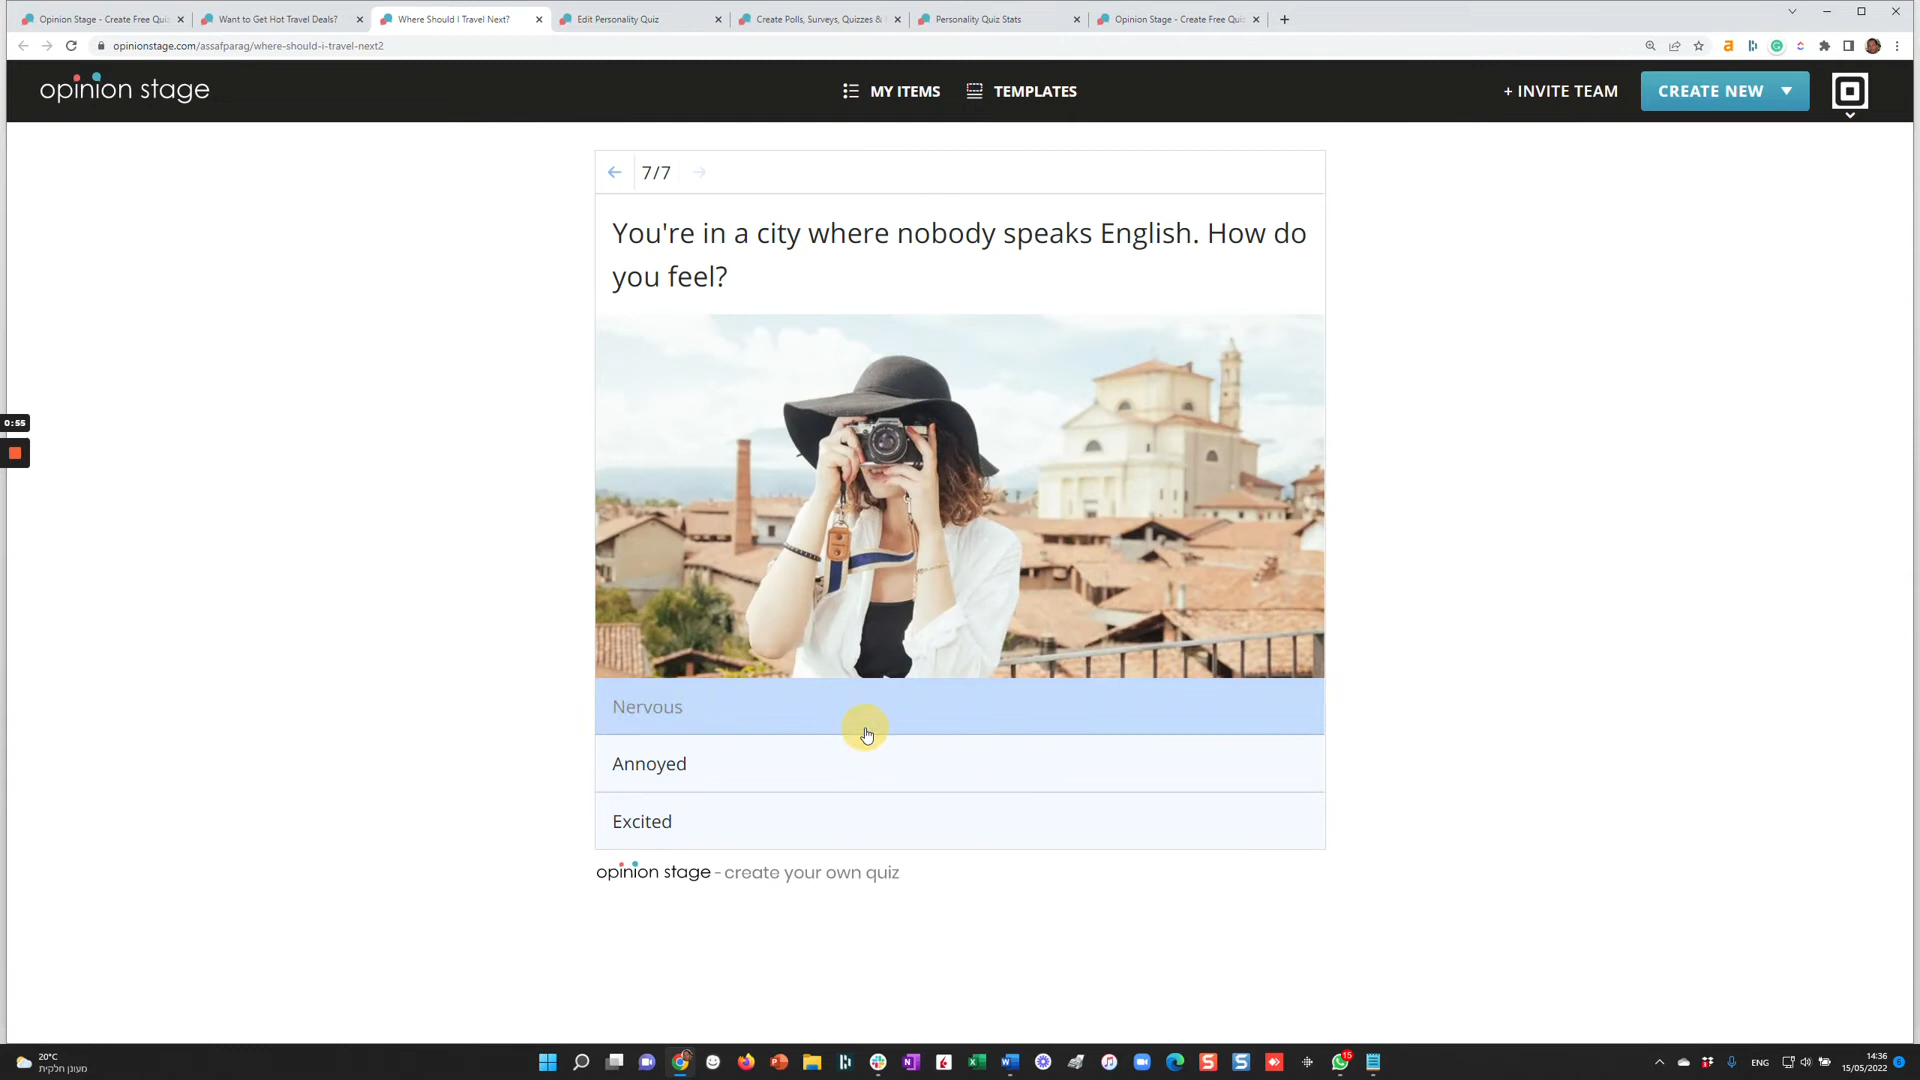 Opinion Stage - Create Free Qui
Want to Get Hot Travel Deals?
Where Should I Travel Next?
Edit Personality Quiz
Create Polls, Surveys, Quizzes &
Personality Quiz Stats
Opinion Stage - Create Free Qui
opinionstage.com/assafparag/where-should-i-travel-next2
opinion stage
MY ITEMS
TEMPLATES
+ INVITE TEAM
CREATE NEW
7/7
You're in a city where nobody speaks English. How do
you feel?
0:55
Nervous
Annoyed
Excited
opinion stage - create your own quiz
20°C
מעונן חלקית
15
ENG
14:36
15/05/2022